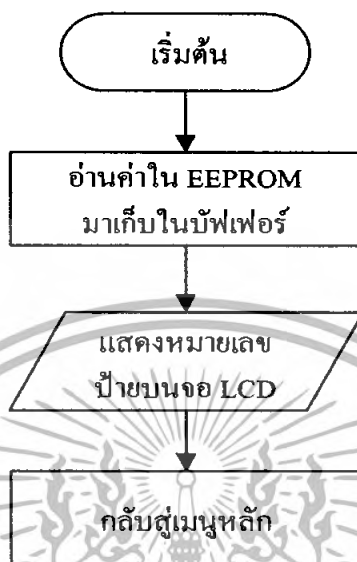 เริ่มต้น
อ่านค่าใน EEPROM
มาเก็บในบัฟเฟอร์
แสดงหมายเลข
ป้ายบนจอ LCD
กลับสู่เมนูหลัก